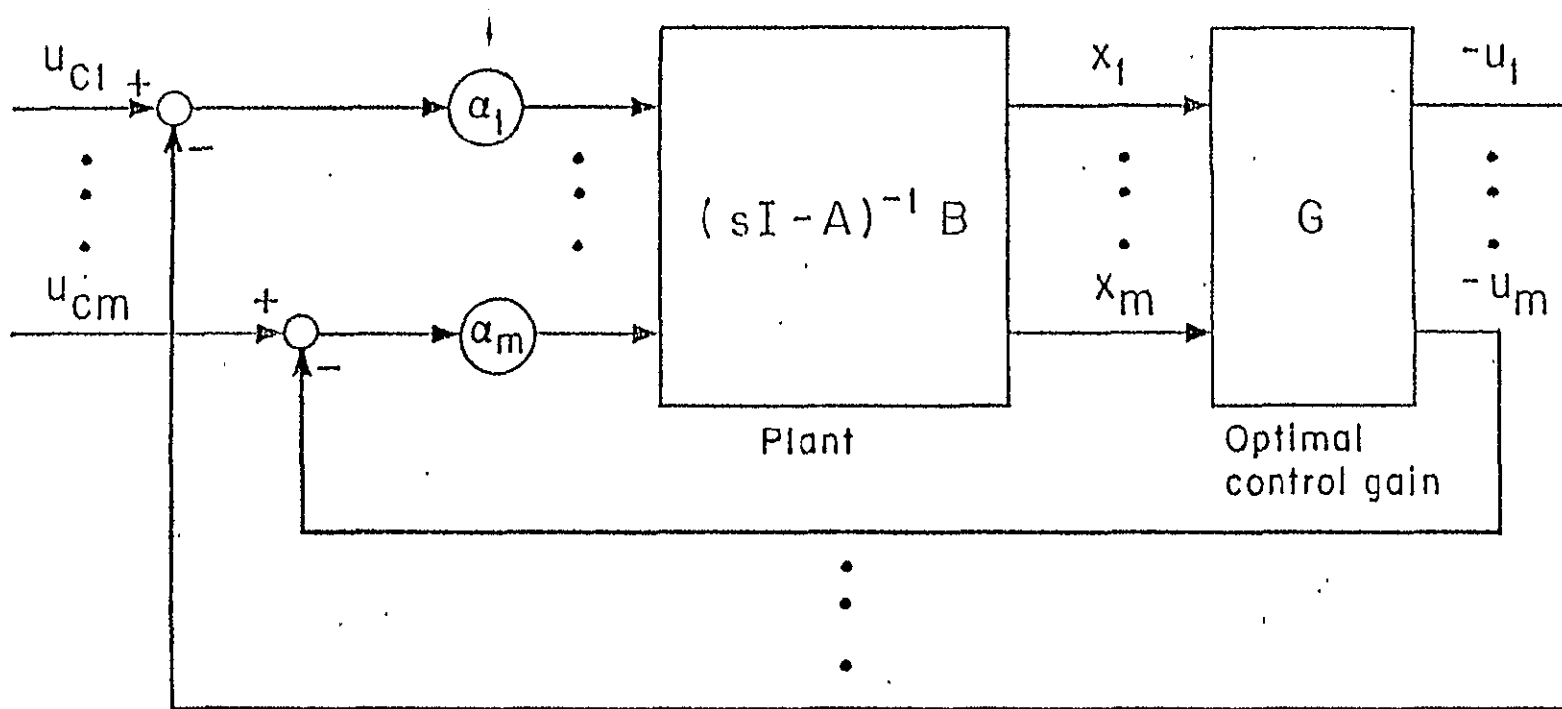 u_c1 + α_1 x_1 -u_1
-
(sI-A)^-1 B G
u_cm + α_m x_m -u_m
-
Plant Optimal
control gain